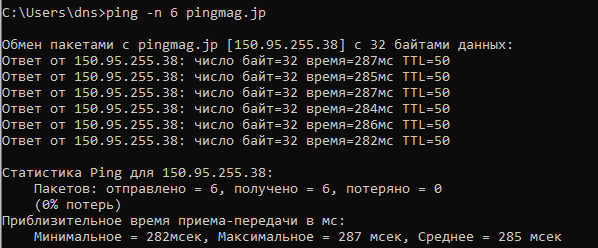 C:\Users\dns>ping -n 6 pingmag.jp
Обмен пакетами с pingmag.jp [150.95.255.38] с 32 байтами данных:
Ответ от 150.95.255.38: число байт=32 время=287мс TTL=50
Ответ от 150.95.255.38: число байт=32 время=285мс TTL=50
Ответ от 150.95.255.38: число байт=32 время=287мс TTL=50
Ответ от 150.95.255.38: число байт=32 время=284мс TTL=50
Ответ от 150.95.255.38: число байт=32 время=286мс TTL=50
Ответ от 150.95.255.38: число байт=32 время=282мс TTL=50
Статистика Ping для 150.95.255.38:
Пакетов: отправлено = 6, получено = 6, потеряно = 0
(0% потерь)
Приблизительное время приема-передачи в мс:
Минимальное = 282мсек, Максимальное = 287 мсек, Среднее = 285 мсек